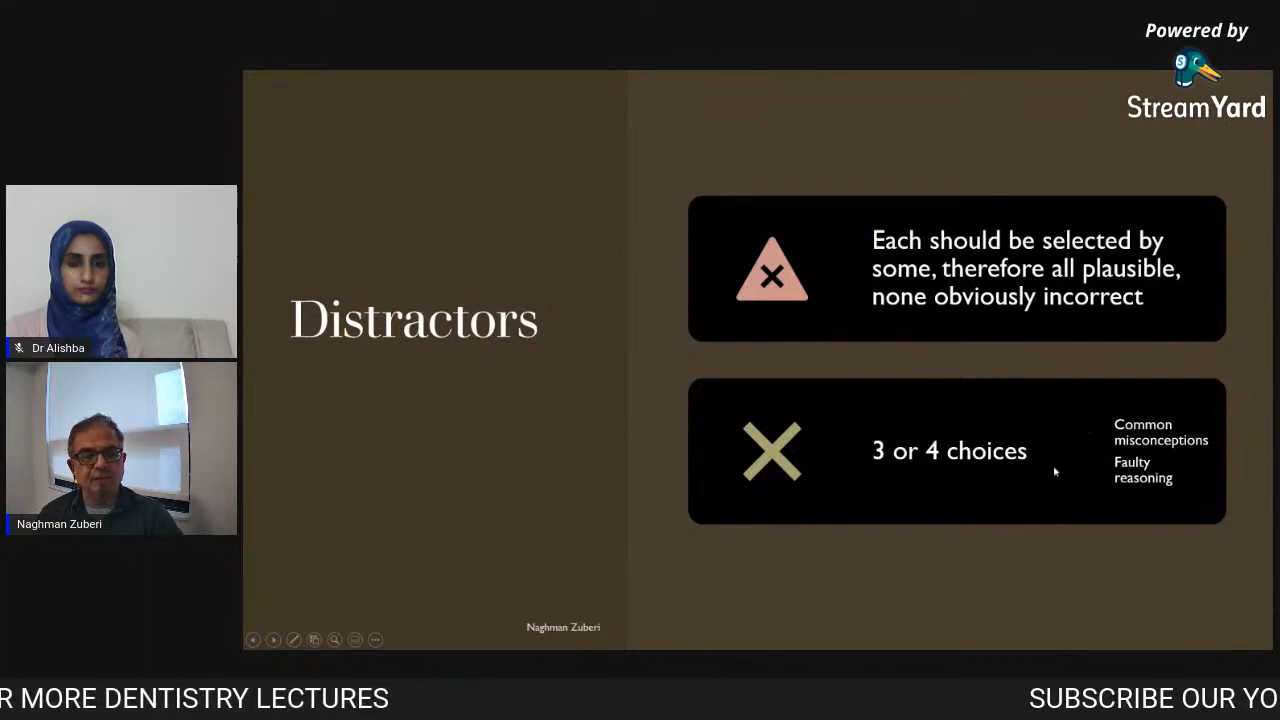 Powered by
StreamYard
Dr Alishba
Naghman Zuberi
Distractors
Each should be selected by
some, therefore all plausible,
none obviously incorrect
3 or 4 choices
Common
misconceptions
Faulty
reasoning
Naghman Zuberi
R MORE DENTISTRY LECTURES
SUBSCRIBE OUR YO